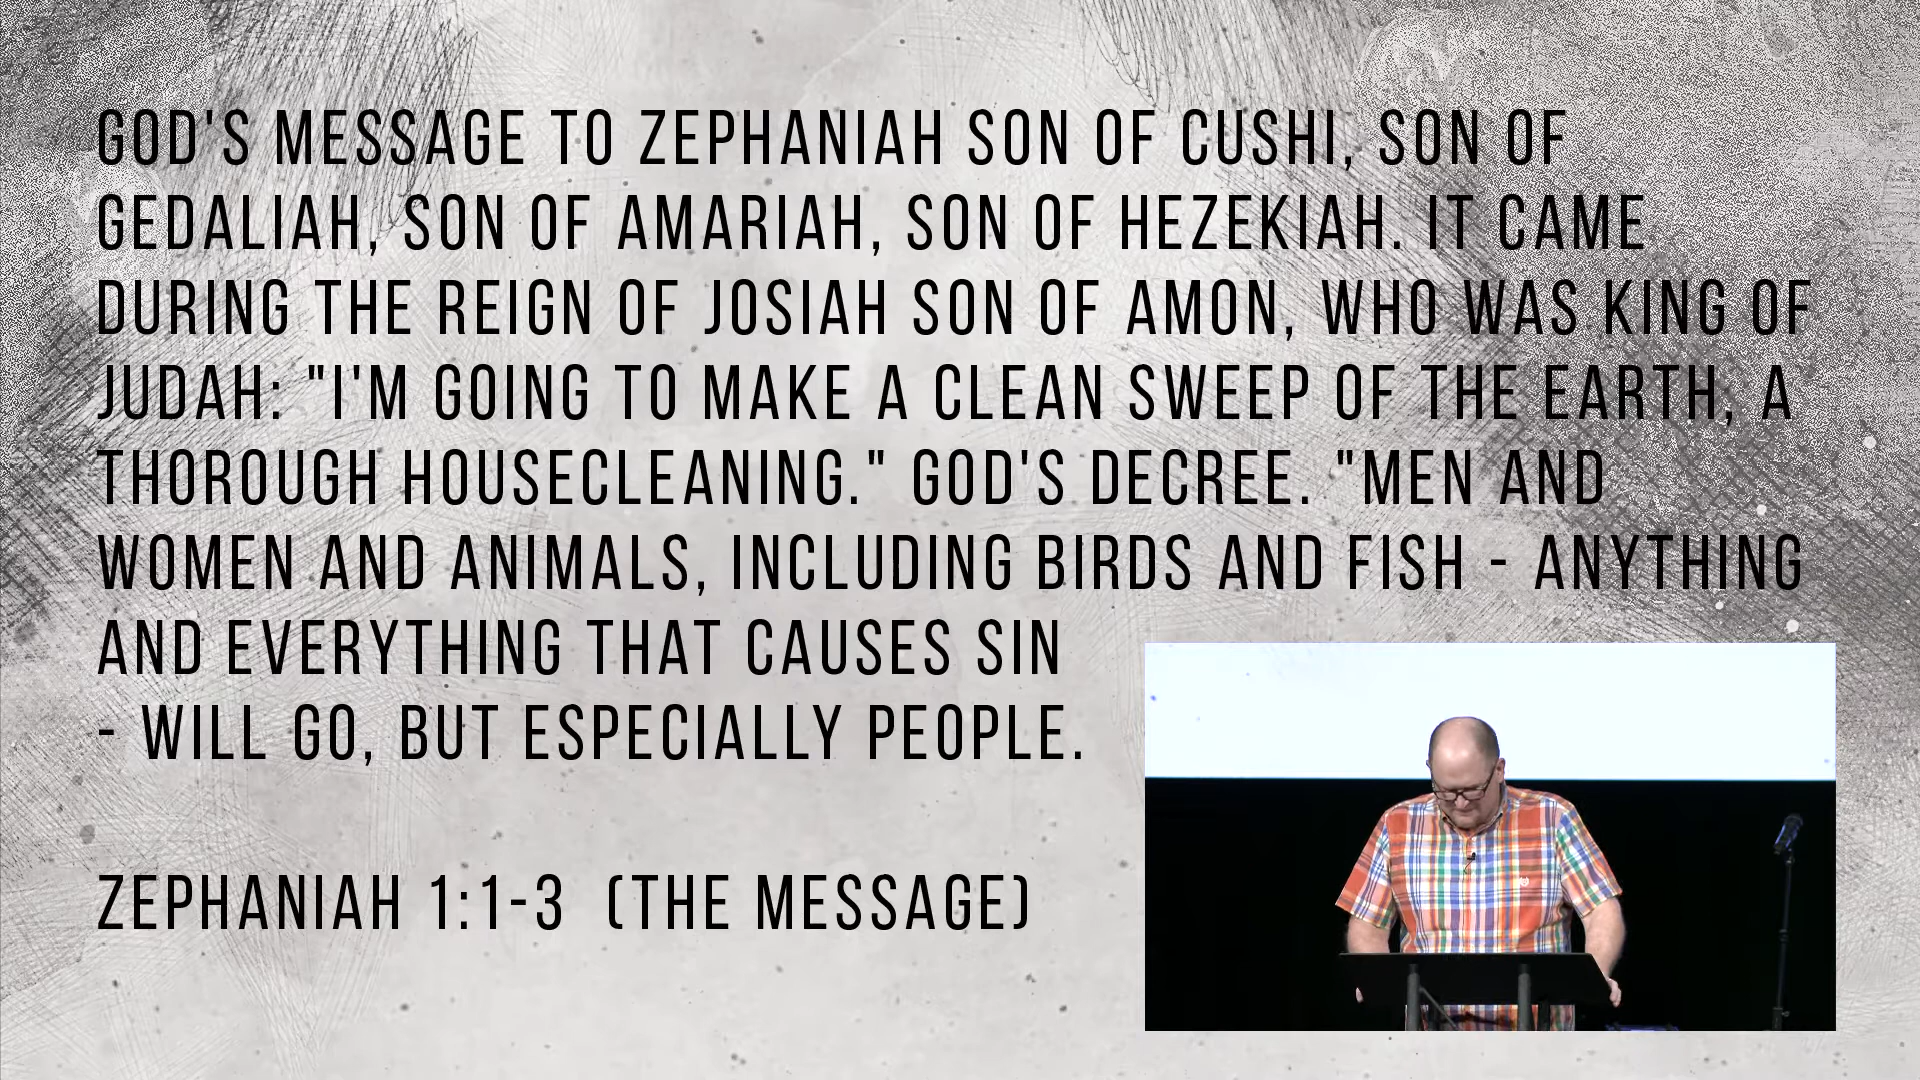 GOD'S MESSAGE TO ZEPHANIAH SON OF CUSHI, SON OF
GEDALIAH, SON OF AMARIAH, SON OF HEZEKIAH. IT CAME
DURING THE REIGN OF JOSIAH SON OF AMON, WHO WAS KING OF
JUDAH: "I'M GOING TO MAKE A CLEAN SWEEP OF THE EARTH, A
THOROUGH HOUSECLEANING." GOD'S DECREE. "MEN AND
WOMEN AND ANIMALS, INCLUDING BIRDS AND FISH - ANYTHING
AND EVERYTHING THAT CAUSES SIN
- WILL GO, BUT ESPECIALLY PEOPLE.
ZEPHANIAH 1:1-3 (THE MESSAGE)